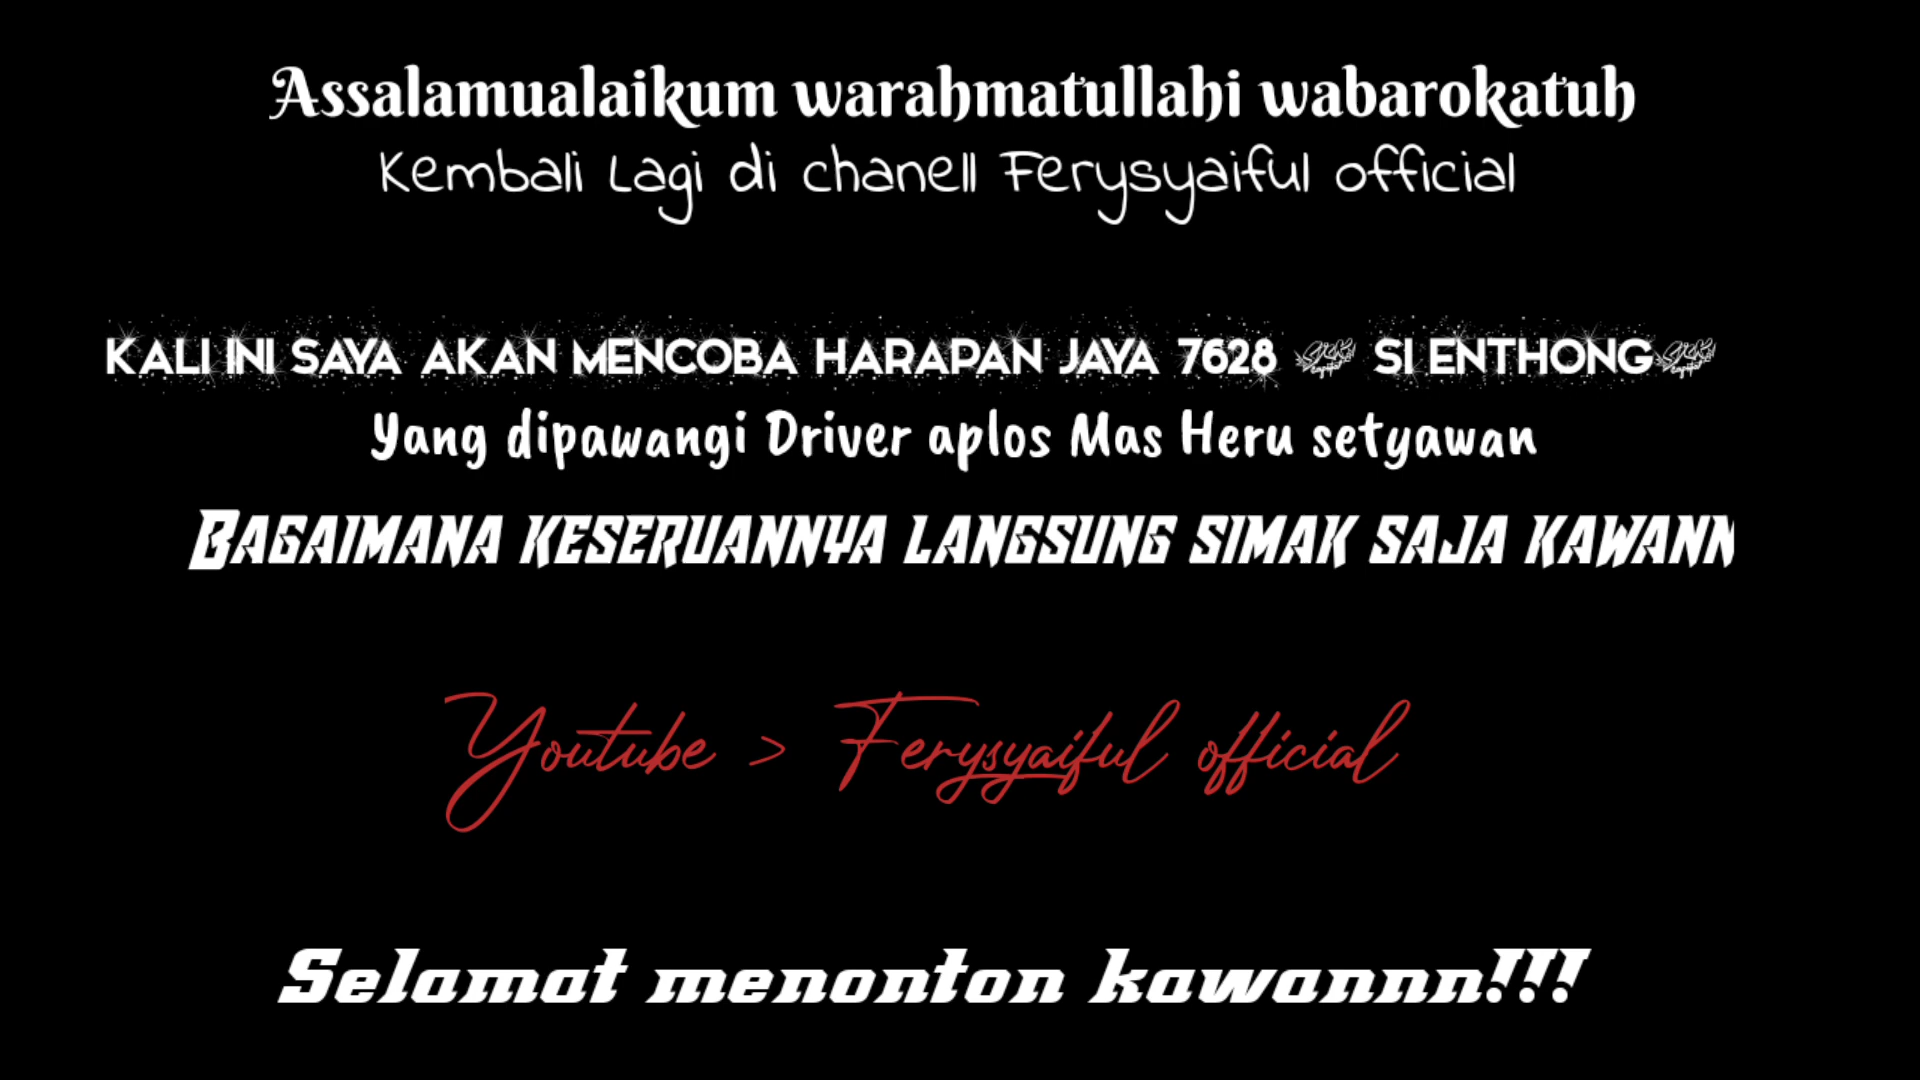 Assalamualaikum warahmatullahi wabarokatuh
Kembali Lagi di chanell Ferysyaiful official
KALI INI SAYA AKAN MENCOBA HARAPAN JAYA 7628 SI ENTHONG
Yang dipawangi Driver aplos Mas Heru setyawan
BAGAIMANA KESERUANNYA LANGSUNG SIMAK SAJA KAWANN
Youtube > Ferysyaiful official
Selamat menonton kawannn!!!